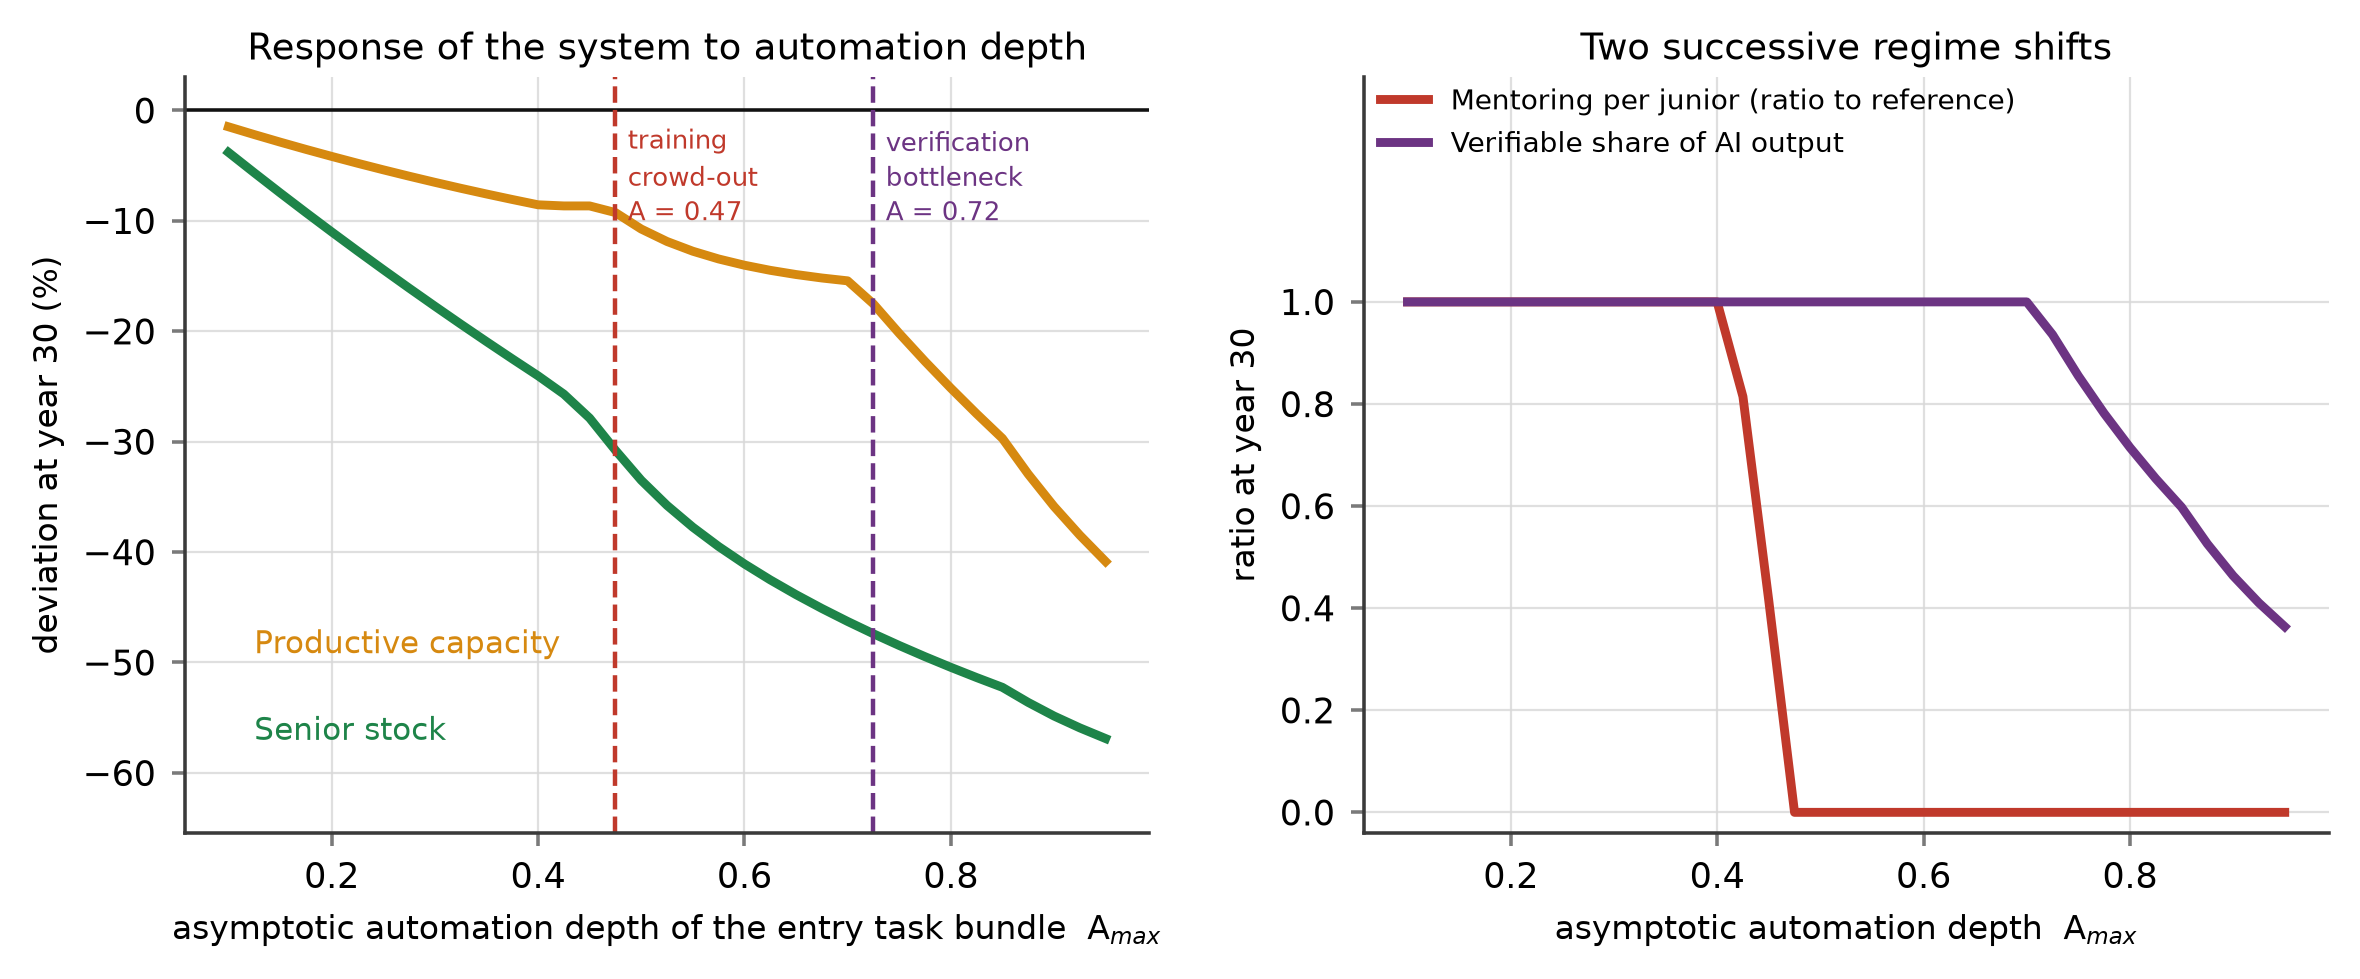 Response of the system to automation depth
0
−10
−20
−30
−40
−50
−60
deviation at year 30 (%)
training
crowd-out
A = 0.47
verification
bottleneck
A = 0.72
Productive capacity
Senior stock
0.2
0.4
0.6
0.8
asymptotic automation depth of the entry task bundle A_max
Two successive regime shifts
Mentoring per junior (ratio to reference)
Verifiable share of AI output
1.0
0.8
0.6
0.4
0.2
0.0
ratio at year 30
0.2
0.4
0.6
0.8
asymptotic automation depth A_max